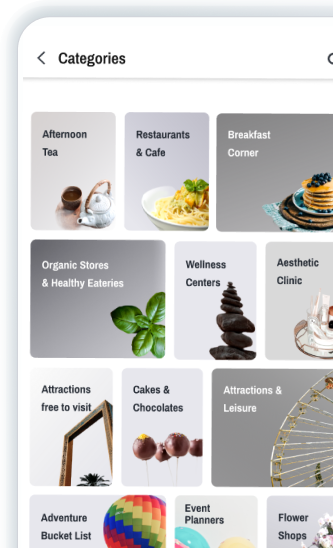 Categories
Afternoon
Tea
Restaurants
& Cafe
Breakfast
Corner
Organic Stores
& Healthy Eateries
Wellness
Centers
Aesthetic
Clinic
Attractions
free to visit
Cakes &
Chocolates
Attractions &
Leisure
Adventure
Bucket List
Event
Planners
Flower
Shops